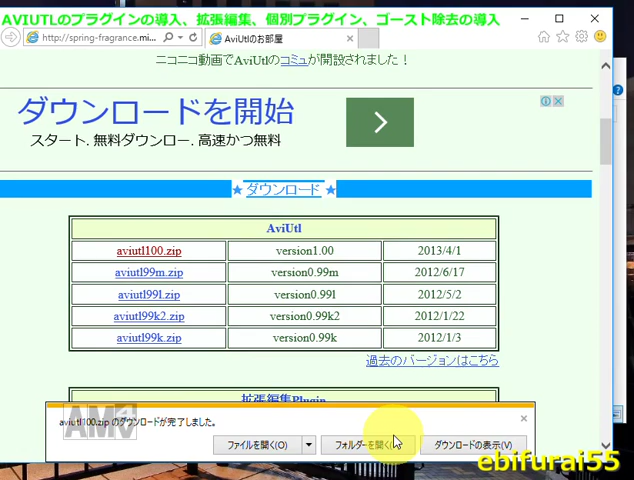 AVIUTLのプラグインの導入、拡張編集、個別プラグイン、ゴースト除去の導入
http://spring-fragrance.mi...
AviUtlのお部屋
ニコニコ動画でAviUtlのコミュが開設されました！
ダウンロードを開始
スタート. 無料ダウンロー. 高速かつ無料
★ ダウンロード ★
AviUtl
aviutl100.zip version1.00 2013/4/1
aviutl99m.zip version0.99m 2012/6/17
aviutl99l.zip version0.99l 2012/5/2
aviutl99k2.zip version0.99k2 2012/1/22
aviutl99k.zip version0.99k 2012/1/3
過去のバージョンはこちら
拡張編集Plugin
aviutl100.zip のダウンロードが完了しました。
AMV4
ファイルを開く(O) フォルダーを開く ダウンロードの表示(V)
ebifurai55